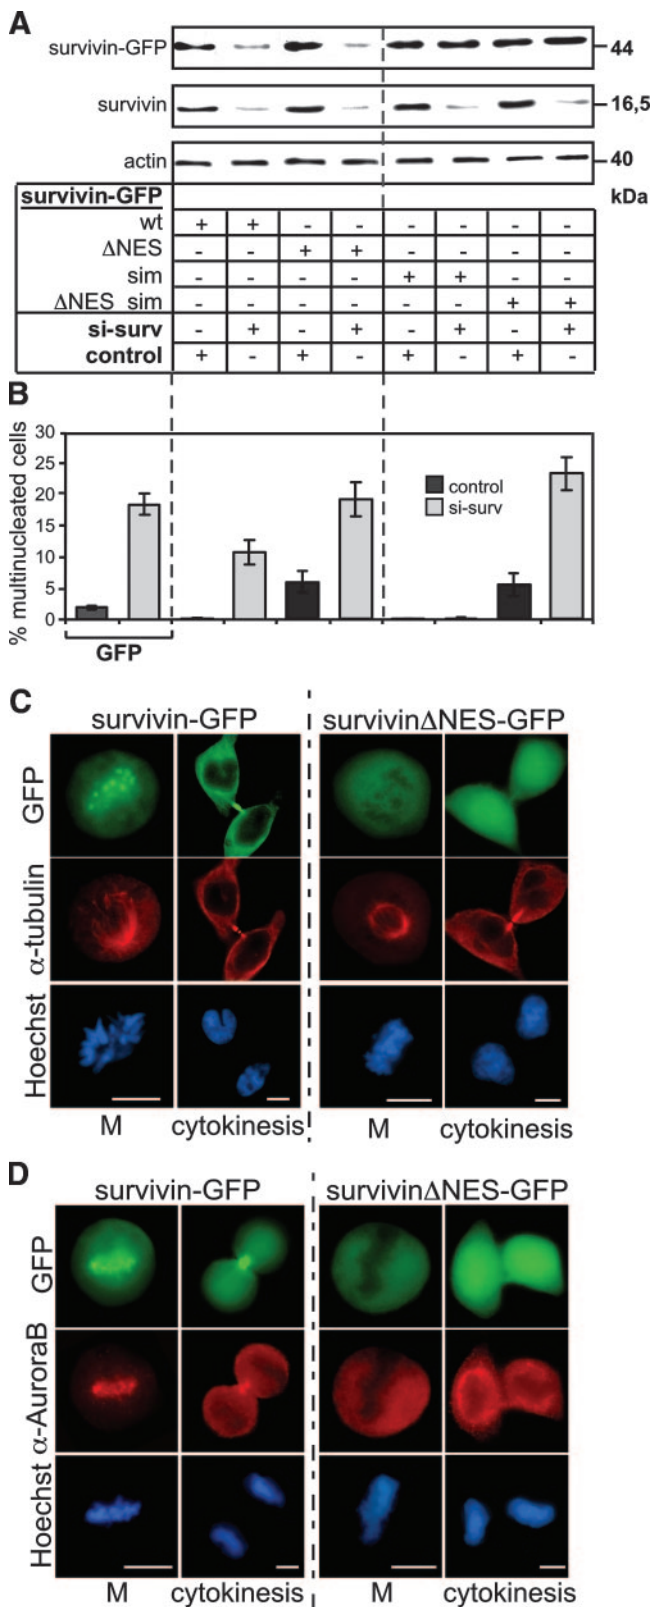 A
survivin-GFP
44
survivin
16,5
actin
40
survivin-GFP kDa
wt + + - - - - - -
ΔNES - - + + - - - -
sim - - - - + + - -
ΔNES sim - - - - - - + +
si-surv - + - + - + - +
control + - + - + - + -
B
% multinucleated cells
30
25
20
15
10
5
0
control
si-surv
GFP
C
survivin-GFP survivinΔNES-GFP
GFP
α-tubulin
Hoechst
M cytokinesis M cytokinesis
D
survivin-GFP survivinΔNES-GFP
GFP
α-AuroraB
Hoechst
M cytokinesis M cytokinesis